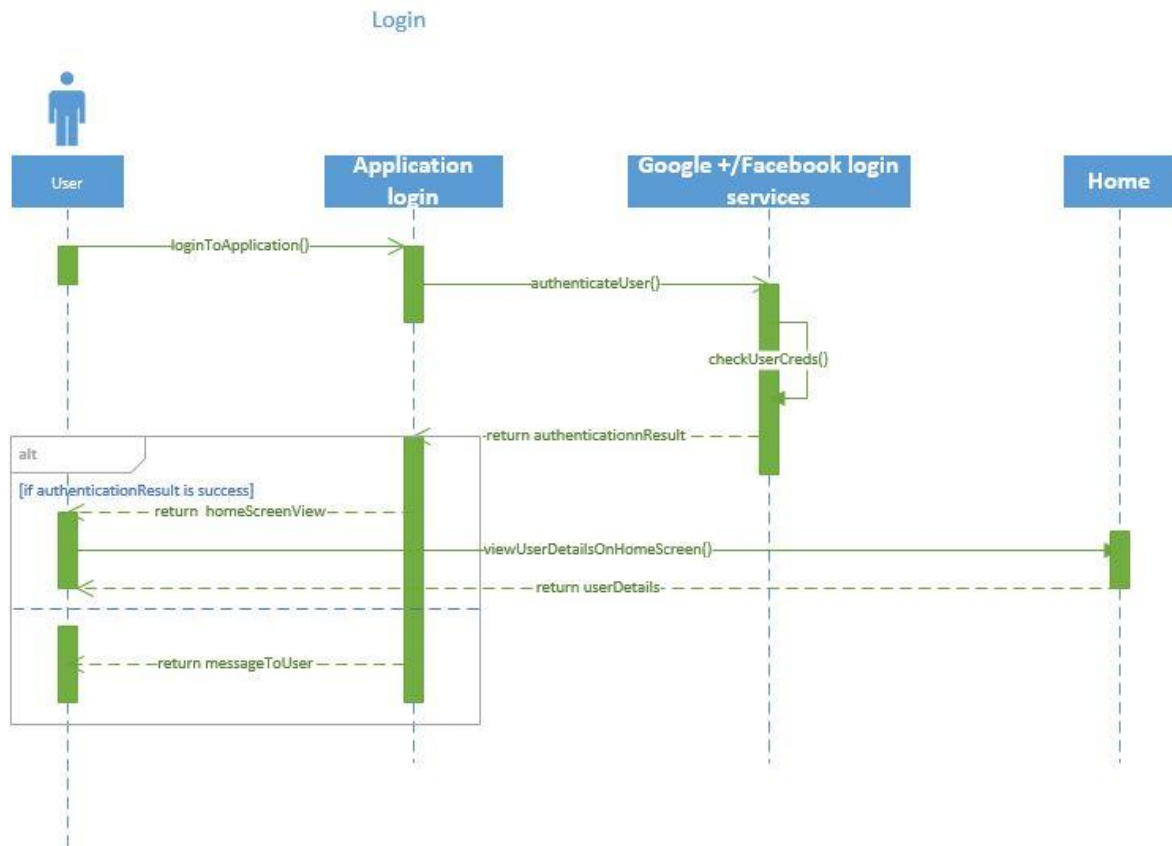 Login
User
Application
login
Google +/Facebook login
services
Home
loginToApplication()
authenticateUser()
checkUserCreds()
return authenticationnResult
alt
[if authenticationResult is success]
return homeScreenView
viewUserDetailsOnHomeScreen()
return userDetails
return messageToUser